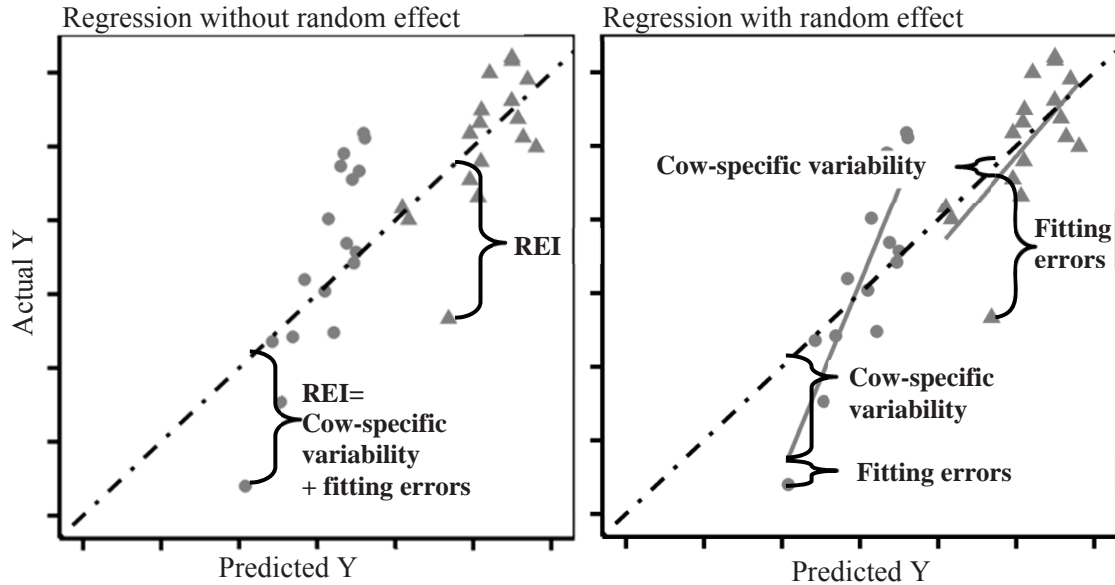 Regression without random effect
Actual Y
REI
REI=
Cow-specific
variability
+ fitting errors
Predicted Y
Regression with random effect
Cow-specific variability
Fitting
errors
Cow-specific
variability
Fitting errors
Predicted Y